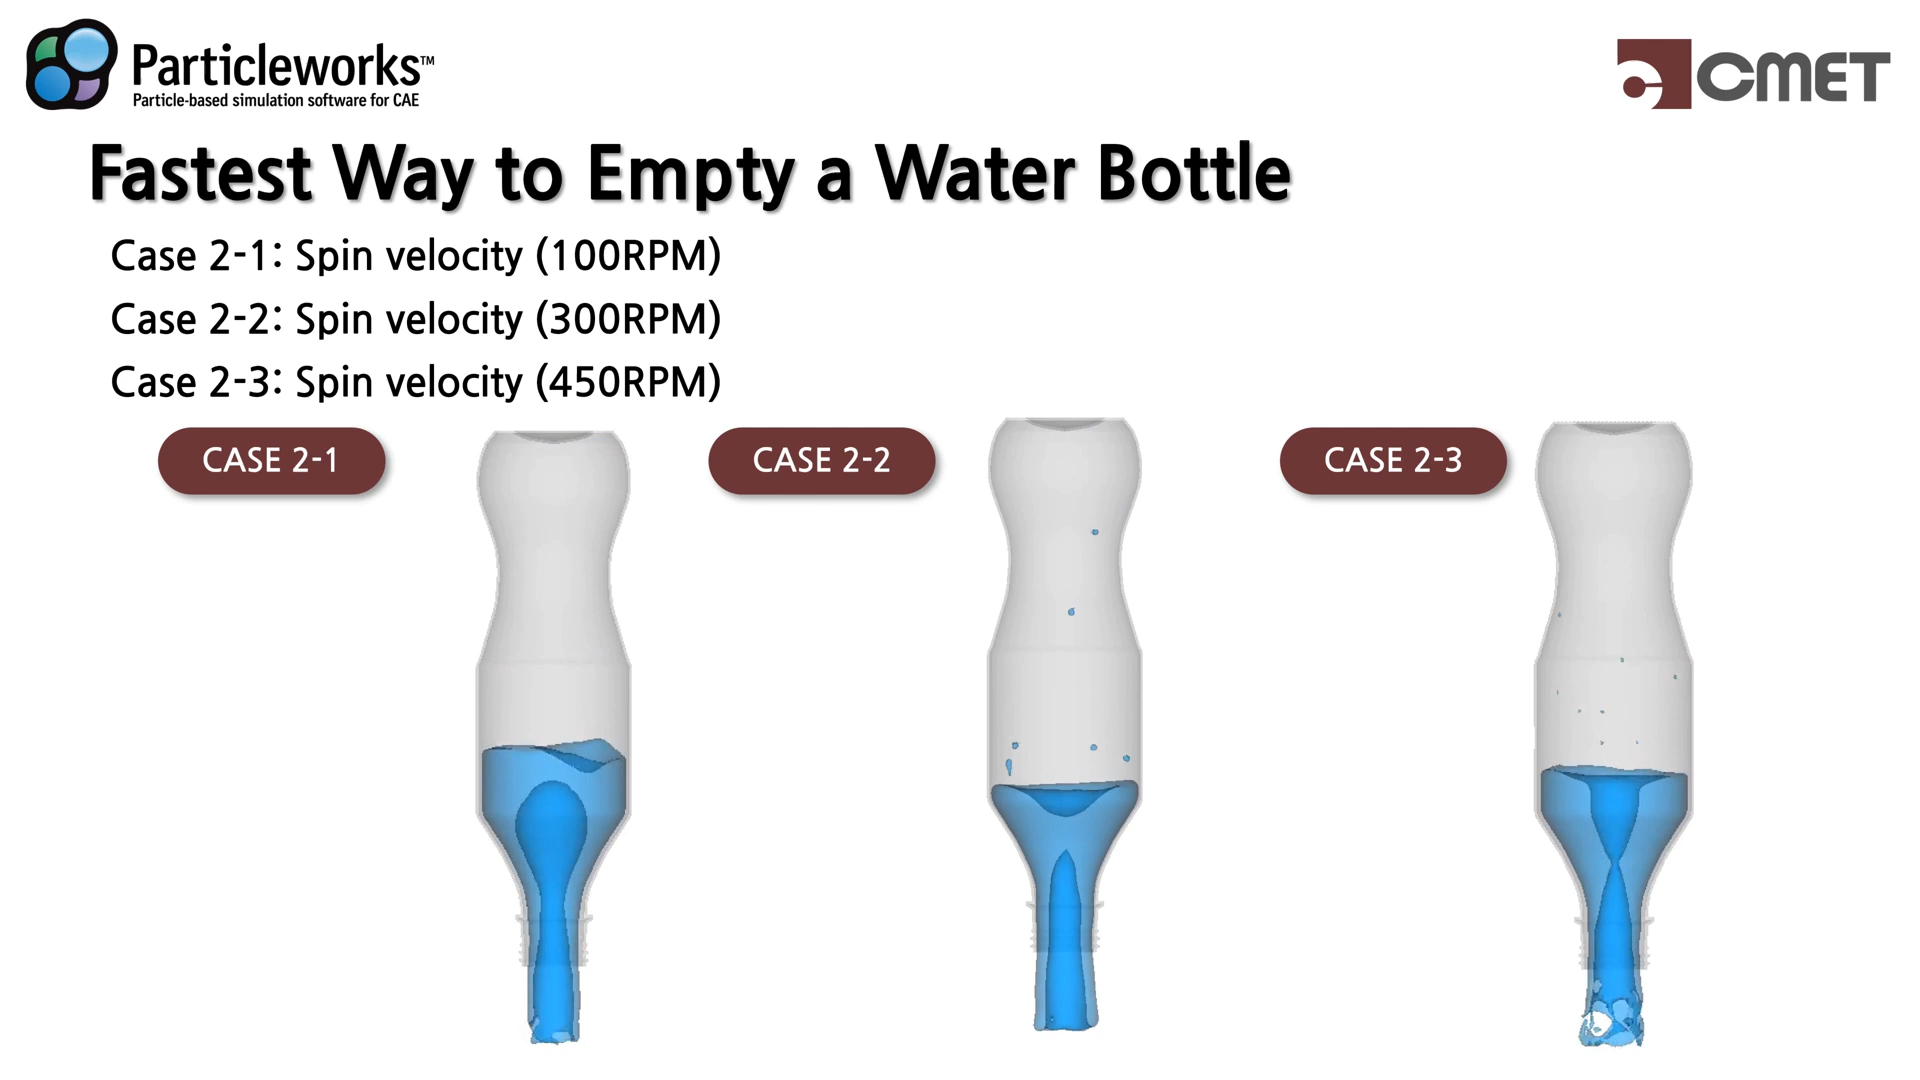 Particleworks™
Particle-based simulation software for CAE
CMET
Fastest Way to Empty a Water Bottle
Case 2-1: Spin velocity (100RPM)
Case 2-2: Spin velocity (300RPM)
Case 2-3: Spin velocity (450RPM)
CASE 2-1
CASE 2-2
CASE 2-3